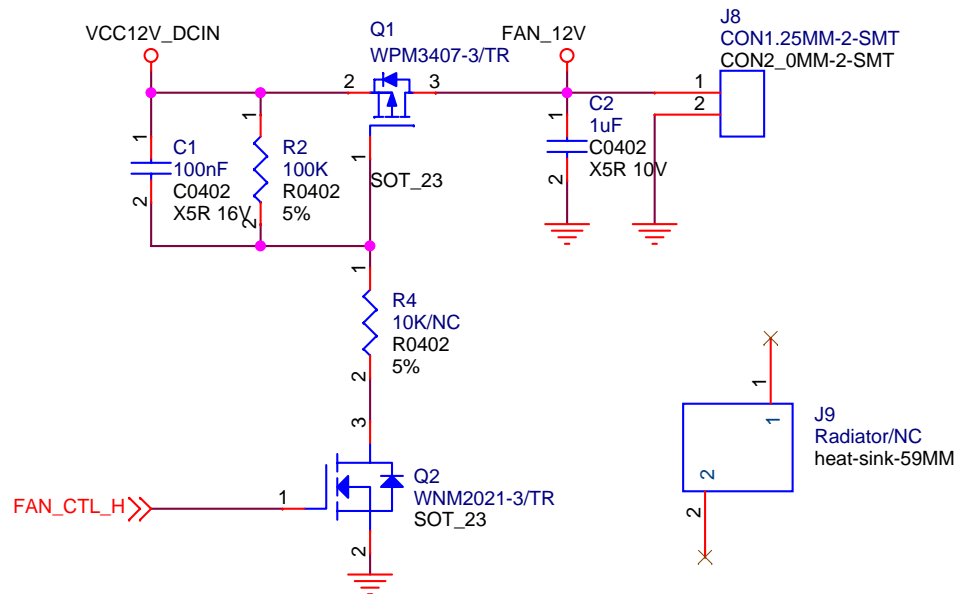 VCC12V_DCIN
Q1
WPM3407-3/TR
FAN_12V
J8
CON1.25MM-2-SMT
CON2_0MM-2-SMT
2
3
1
2
1
C1
100nF
C0402
X5R 16V
2
1
R2
100K
R0402
5%
2
1
SOT_23
1
C2
1uF
C0402
X5R 10V
2
1
R4
10K/NC
R0402
5%
2
3
FAN_CTL_H
1
Q2
WNM2021-3/TR
SOT_23
2
1
1
J9
Radiator/NC
heat-sink-59MM
2
2